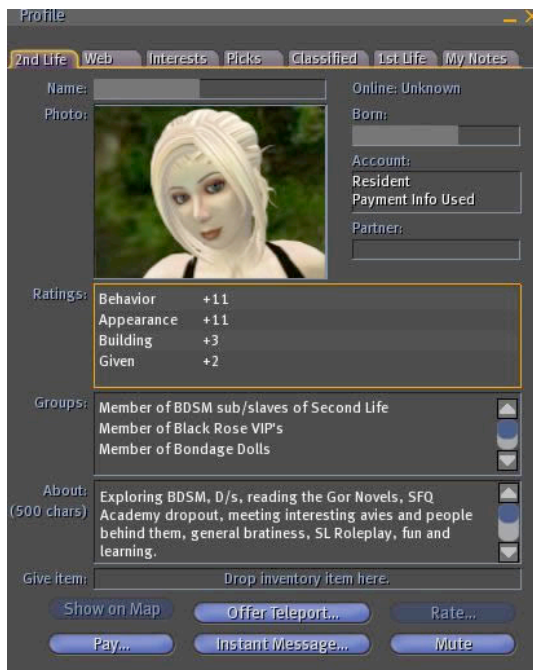 Profile
2nd Life Web Interests Picks Classified 1st Life My Notes
Name:
Online: Unknown
Photo:
Born:
Account:
Resident
Payment Info Used
Partner:
Ratings:
Behavior +11
Appearance +11
Building +3
Given +2
Groups:
Member of BDSM sub/slaves of Second Life
Member of Black Rose VIP's
Member of Bondage Dolls
About:
(500 chars)
Exploring BDSM, D/s, reading the Gor Novels, SFQ
Academy dropout, meeting interesting avies and people
behind them, general bratiness, SL Roleplay, fun and
learning.
Give item: Drop inventory item here.
Show on Map Offer Teleport... Rate...
Pay... Instant Message... Mute